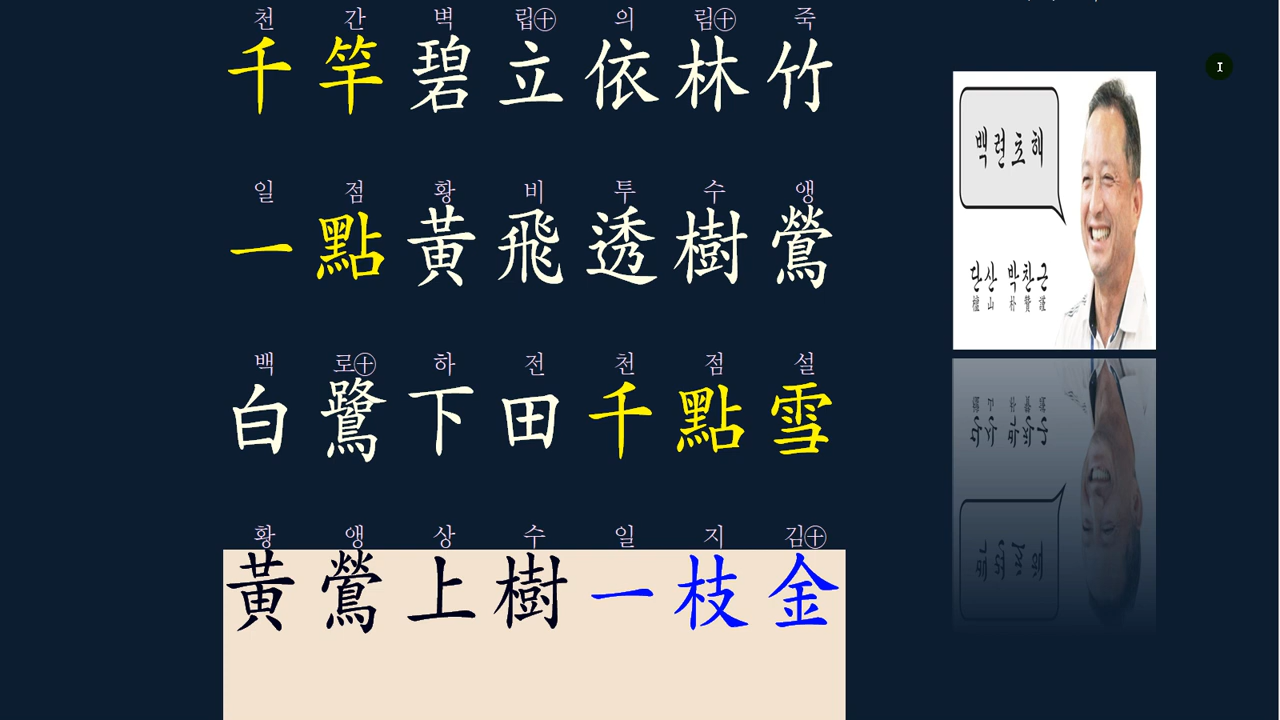 천 간 벽 립㊉ 의 림㊉ 죽
千 竿 碧 立 依 林 竹
일 점 황 비 투 수 앵
一 點 黃 飛 透 樹 鶯
백 로㊉ 하 전 천 점 설
白 鷺 下 田 千 點 雪
황 앵 상 수 일 지 김㊉
黃 鶯 上 樹 一 枝 金
백련초해
단산 박찬근
檀山 朴贊謹